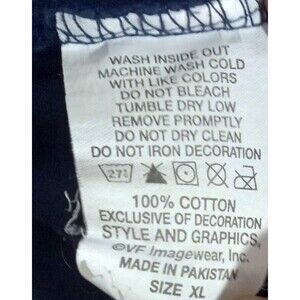 WASH INSIDE OUT
MACHINE WASH COLD
WITH LIKE COLORS
DO NOT BLEACH
TUMBLE DRY LOW
REMOVE PROMPTLY
DO NOT DRY CLEAN
DO NOT IRON DECORATION
100% COTTON
EXCLUSIVE OF DECORATION
STYLE AND GRAPHICS,
©VF Imagewear, Inc.
MADE IN PAKISTAN
SIZE XL